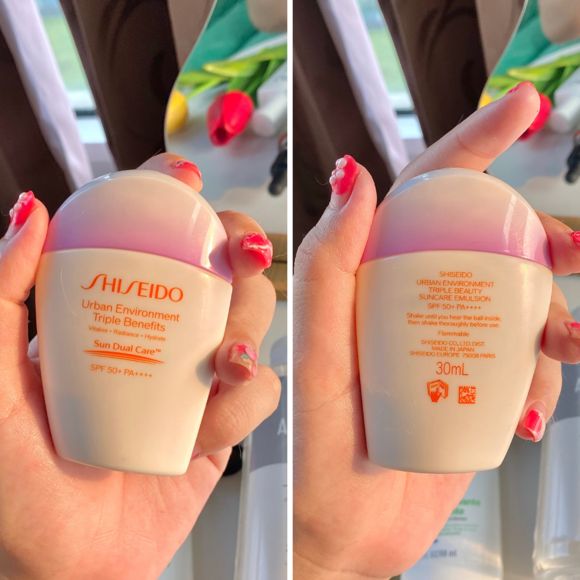 SHISEIDO
Urban Environment
Triple Benefits
Vitalize • Radiance • Hydrate
Sun Dual Care™
SPF 50+ PA++++
SHISEIDO
URBAN ENVIRONMENT
TRIPLE BEAUTY
SUNCARE EMULSION
SPF 50+ PA++++
Shake until you hear the ball inside,
then shake thoroughly before use.
Flammable
SHISEIDO CO.,LTD. DIST.
MADE IN JAPAN
SHISEIDO EUROPE 75008 PARIS
30mL